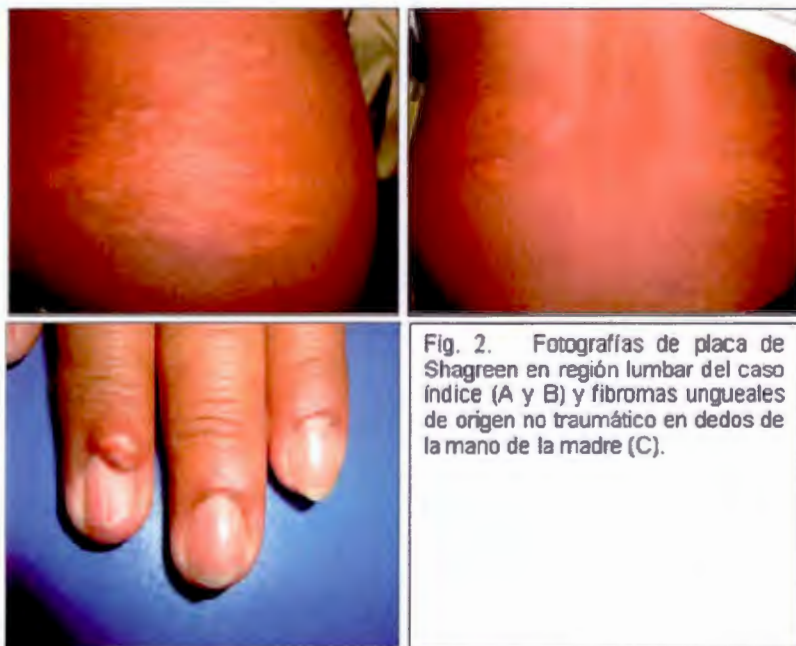 Fig. 2. Fotografías de placa de
Shagreen en región lumbar del caso
índice (A y B) y fibromas ungueales
de origen no traumático en dedos de
la mano de la madre (C).